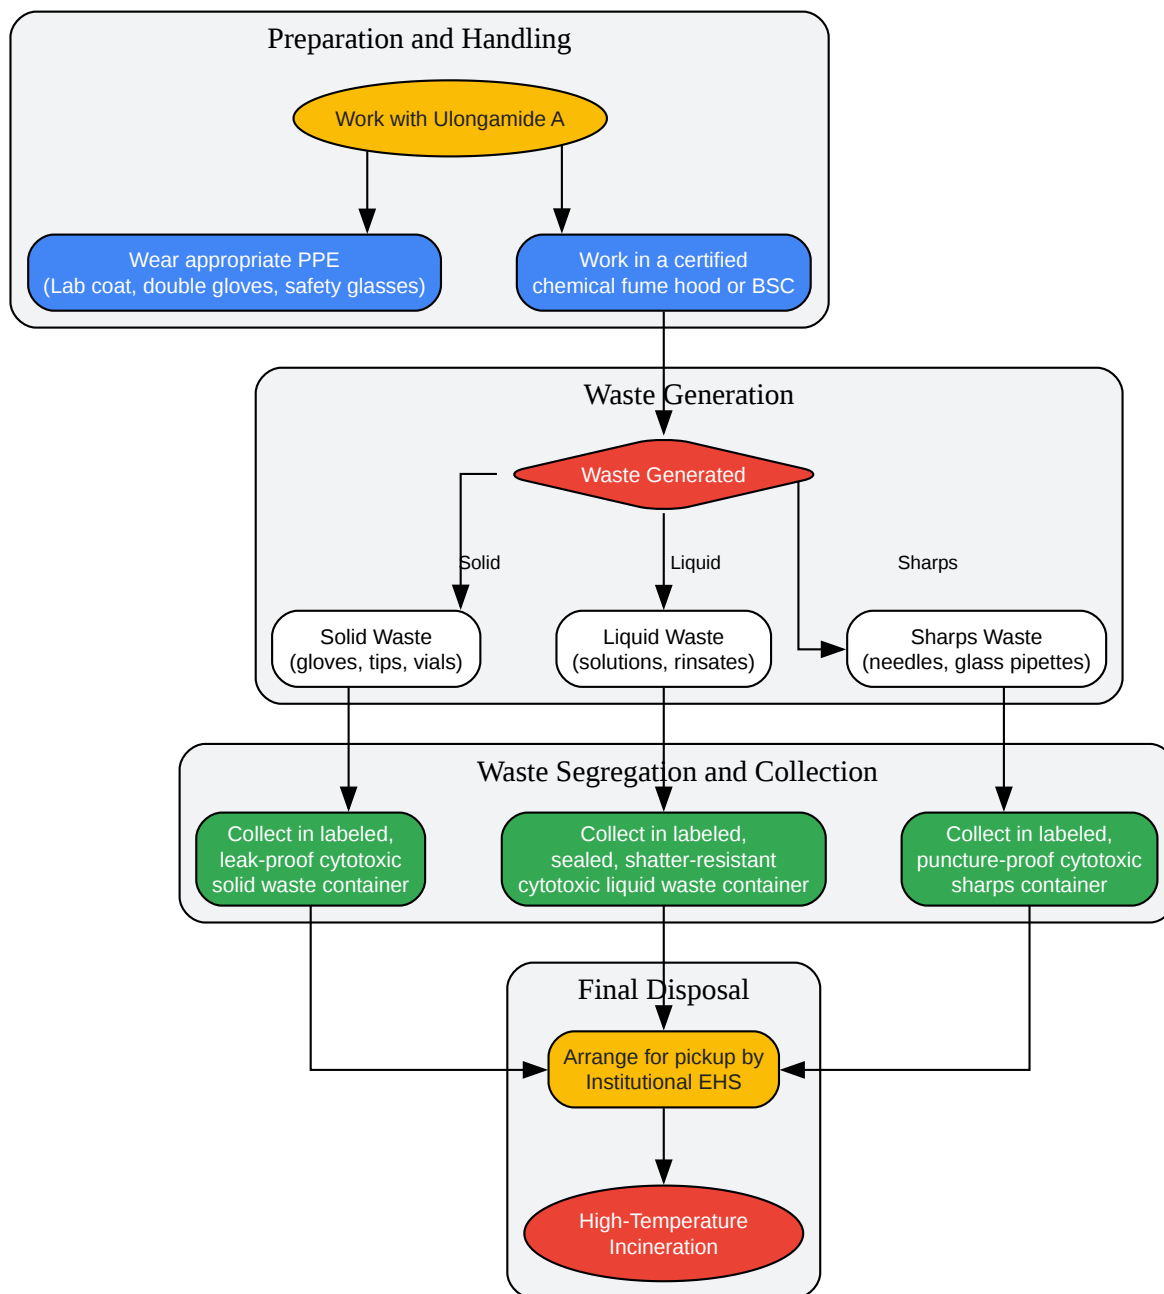 Preparation and Handling
Work with Ulongamide A
Wear appropriate PPE
(Lab coat, double gloves, safety glasses)
Work in a certified
chemical fume hood or BSC
Waste Generation
Waste Generated
Solid
Liquid
Sharps
Solid Waste
(gloves, tips, vials)
Liquid Waste
(solutions, rinsates)
Sharps Waste
(needles, glass pipettes)
Waste Segregation and Collection
Collect in labeled,
leak-proof cytotoxic
solid waste container
Collect in labeled,
sealed, shatter-resistant
cytotoxic liquid waste container
Collect in labeled,
puncture-proof cytotoxic
sharps container
Final Disposal
Arrange for pickup by
Institutional EHS
High-Temperature
Incineration